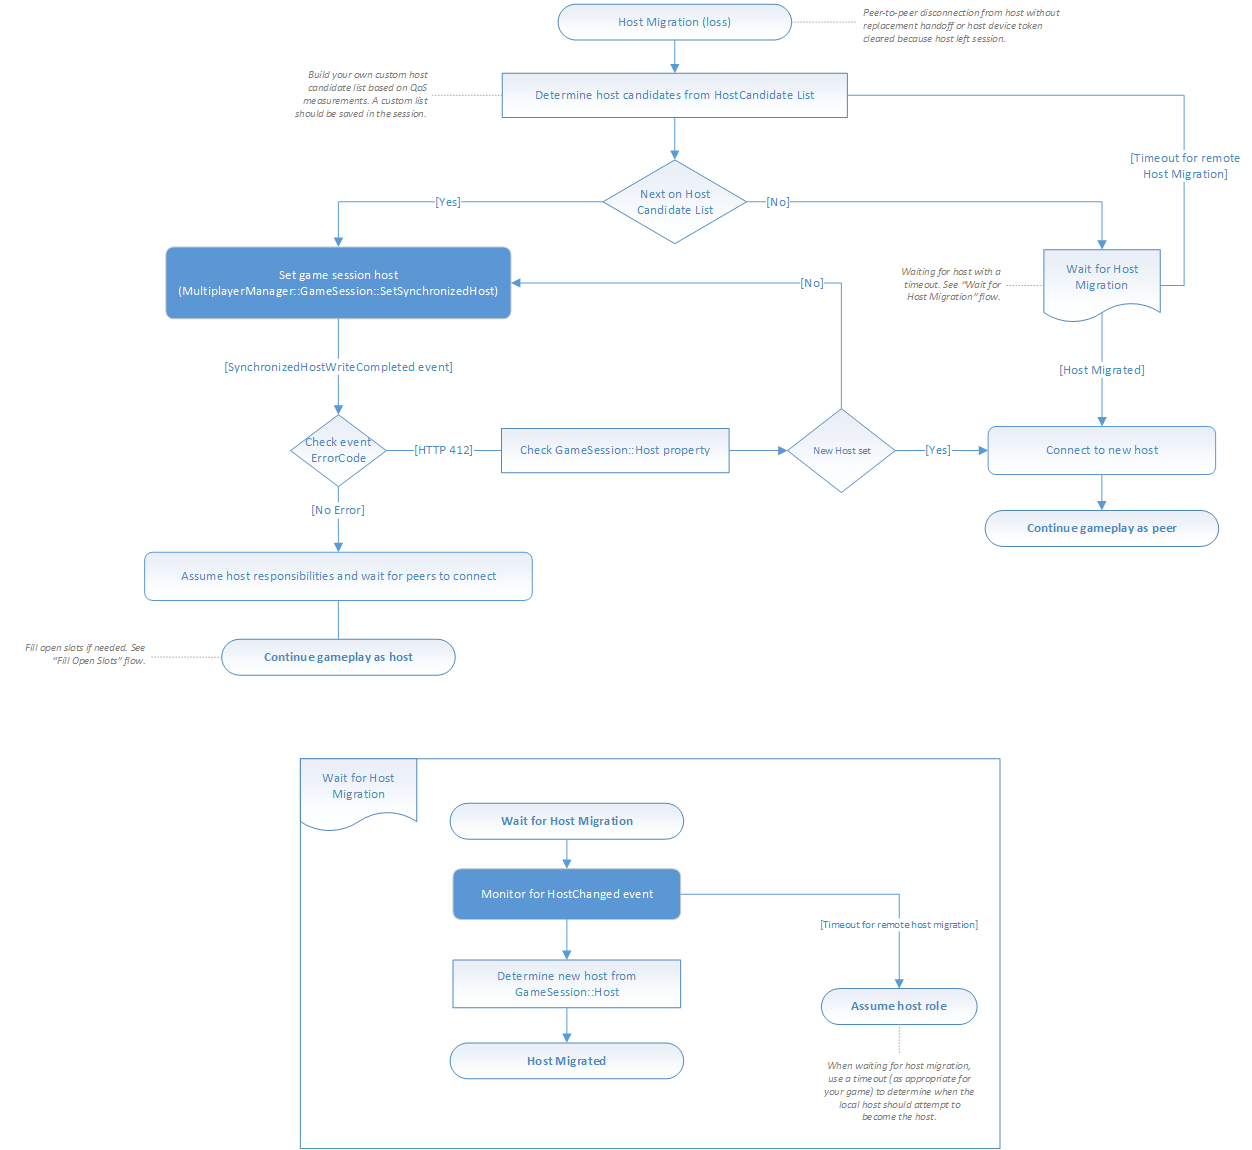 Host Migration (loss)
Peer-to-peer disconnection from host without
replacement handoff or host device token
cleared because host left session.
Build your own custom host
candidate list based on QoS
measurements. A custom list
should be saved in the session.
Determine host candidates from HostCandidate List
[Timeout for remote
Host Migration]
Next on Host
Candidate List
[Yes]
[No]
Set game session host
(MultiplayerManager::GameSession::SetSynchronizedHost)
[No]
Waiting for host with a
timeout. See “Wait for
Host Migration” flow.
Wait for Host
Migration
[SynchronizedHostWriteCompleted event]
[Host Migrated]
Check event
ErrorCode
[HTTP 412]
Check GameSession::Host property
New Host set
[Yes]
Connect to new host
[No Error]
Continue gameplay as peer
Assume host responsibilities and wait for peers to connect
Fill open slots if needed. See
“Fill Open Slots” flow.
Continue gameplay as host
Wait for Host
Migration
Wait for Host Migration
Monitor for HostChanged event
[Timeout for remote host migration]
Determine new host from
GameSession::Host
Assume host role
Host Migrated
When waiting for host migration,
use a timeout (as appropriate for
your game) to determine when the
local host should attempt to
become the host.